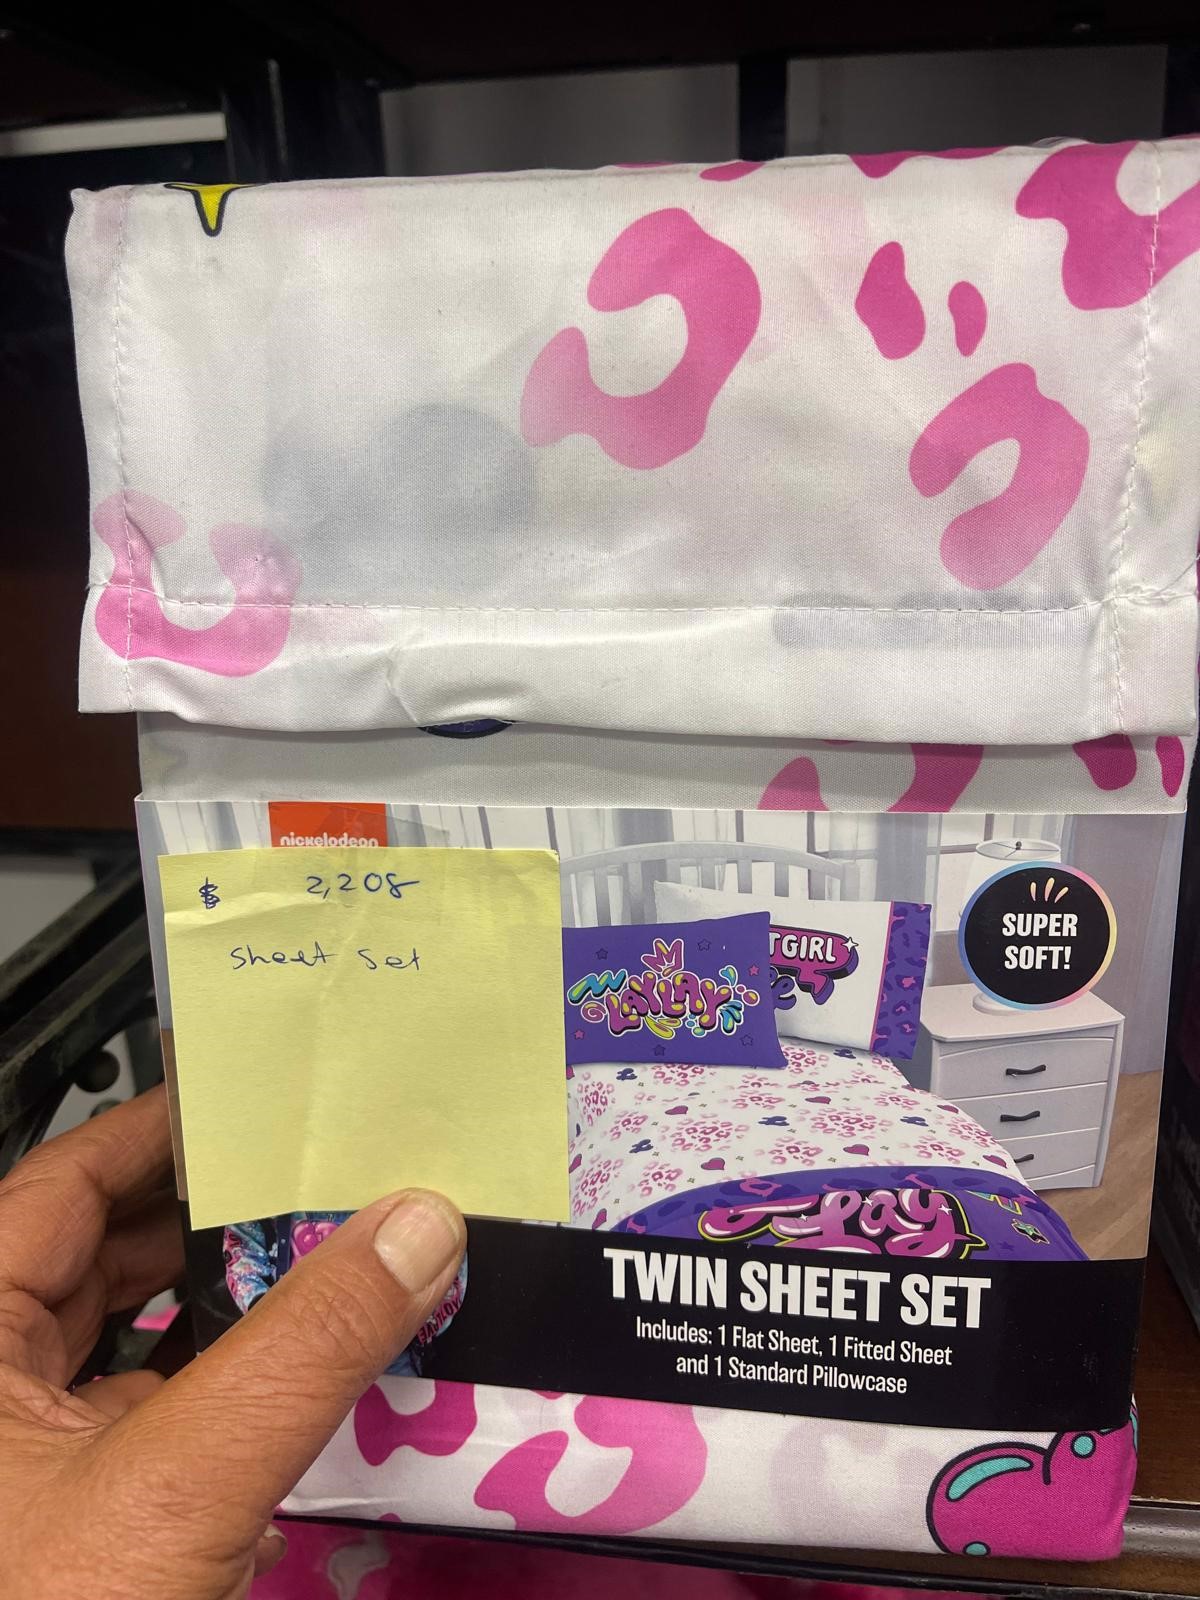 nickelodeon
$ 2,208
Sheet Set
SUPER
SOFT!
TGIRL
LAYLAY
Lay
TWIN SHEET SET
Includes: 1 Flat Sheet, 1 Fitted Sheet
and 1 Standard Pillowcase